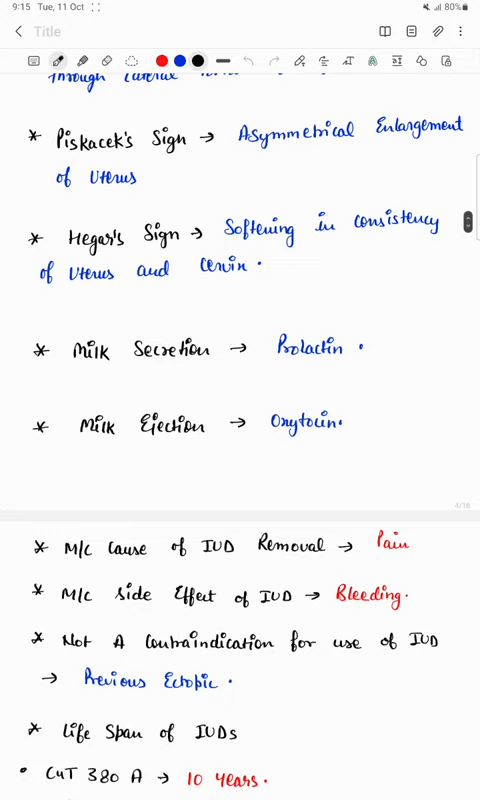 9:15 Tue, 11 Oct
80%
Title
Through Lateral
* Piskacek's Sign → Asymmetrical Enlargement
of Uterus
* Hegar's Sign → Softening in consistency
of Uterus and Cervix.
* Milk Secretion → Prolactin.
* Milk Ejection → Oxytocin.
4/18
* M/C Cause of IUD Removal → Pain
* M/C Side Effect of IUD → Bleeding.
* Not A Contraindication for use of IUD
→ Previous Ectopic.
* Life Span of IUDs
• CuT 380 A → 10 Years.